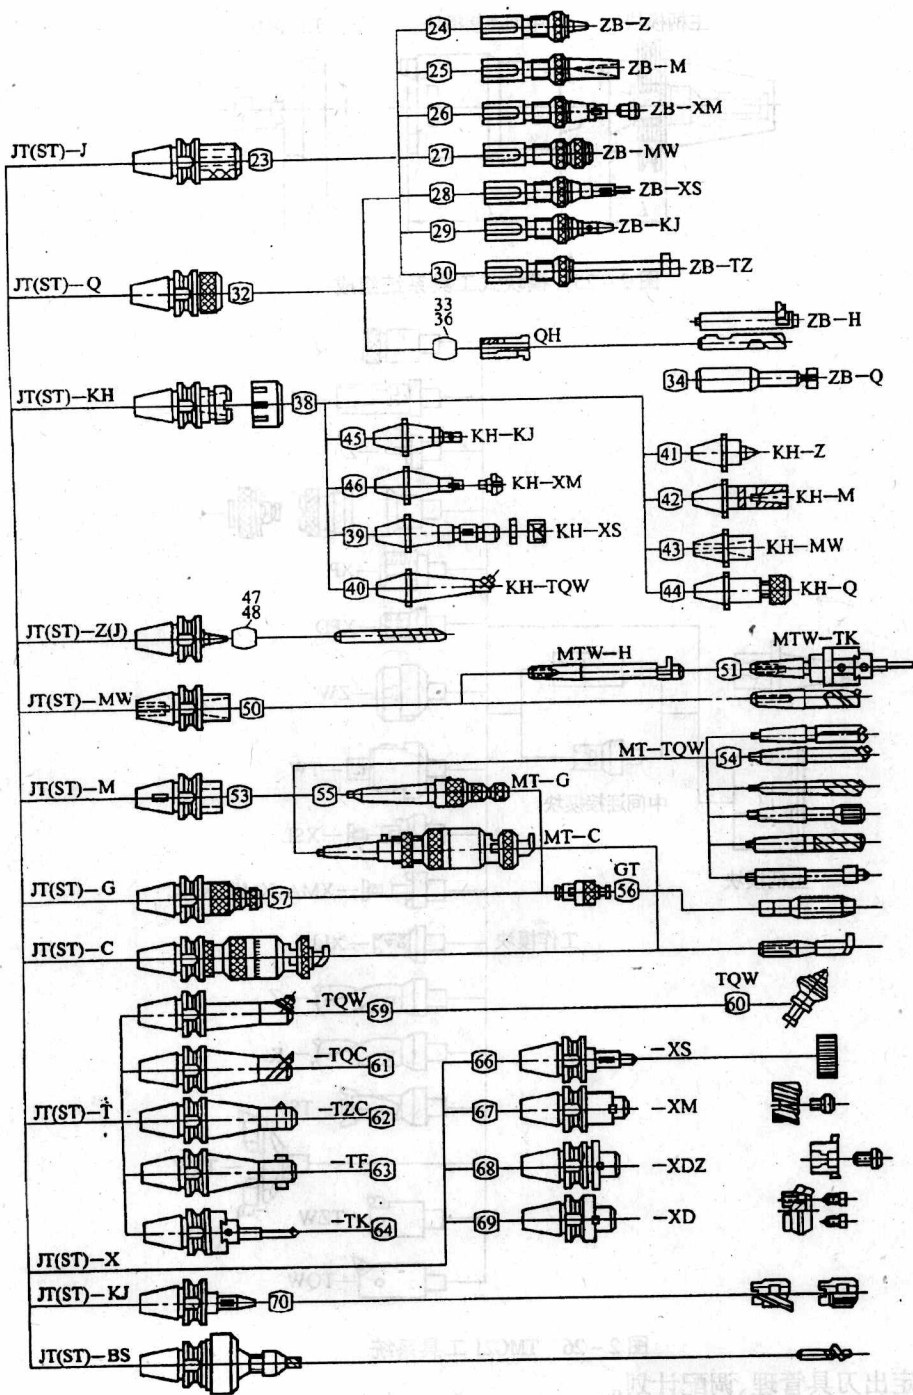 24 ZB-Z
25 ZB-M
26 ZB-XM
JT(ST)-J 23 27 ZB-MW
28 ZB-XS
29 ZB-KJ
30 ZB-TZ
JT(ST)-Q 32
33
36
QH
ZB-H
34 ZB-Q
JT(ST)-KH 38
45 KH-KJ
46 KH-XM
39 KH-XS
40 KH-TQW
41 KH-Z
42 KH-M
43 KH-MW
44 KH-Q
JT(ST)-Z(J)
47
48
MTW-H 51 MTW-TK
JT(ST)-MW 50
MT-TQW 54
JT(ST)-M 53 55 MT-G
MT-C
JT(ST)-G 57
GT
56
JT(ST)-C
-TQW 59
TQW
60
-TQC 61
JT(ST)-T -TZC 62
-TF 63
-TK 64
66 -XS
67 -XM
68 -XDZ
69 -XD
JT(ST)-X
JT(ST)-KJ 70
JT(ST)-BS